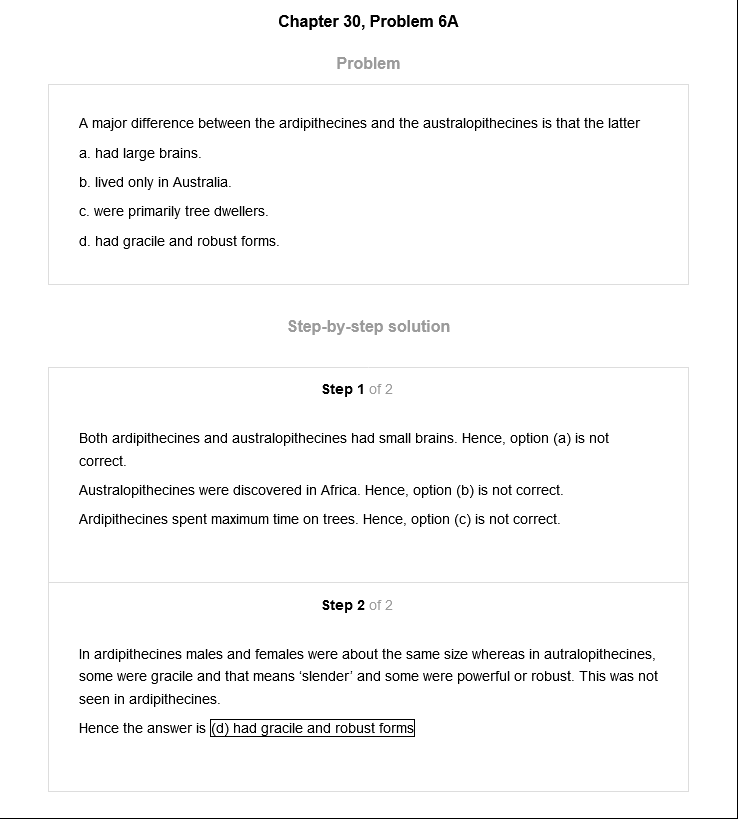 Chapter 30, Problem 6A
Problem
A major difference between the ardipithecines and the australopithecines is that the latter
a. had large brains.
b. lived only in Australia.
c. were primarily tree dwellers.
d. had gracile and robust forms.
Step-by-step solution
Step 1 of 2
Both ardipithecines and australopithecines had small brains. Hence, option (a) is not
correct.
Australopithecines were discovered in Africa. Hence, option (b) is not correct.
Ardipithecines spent maximum time on trees. Hence, option (c) is not correct.
Step 2 of 2
In ardipithecines males and females were about the same size whereas in autralopithecines,
some were gracile and that means ‘slender’ and some were powerful or robust. This was not
seen in ardipithecines.
Hence the answer is (d) had gracile and robust forms